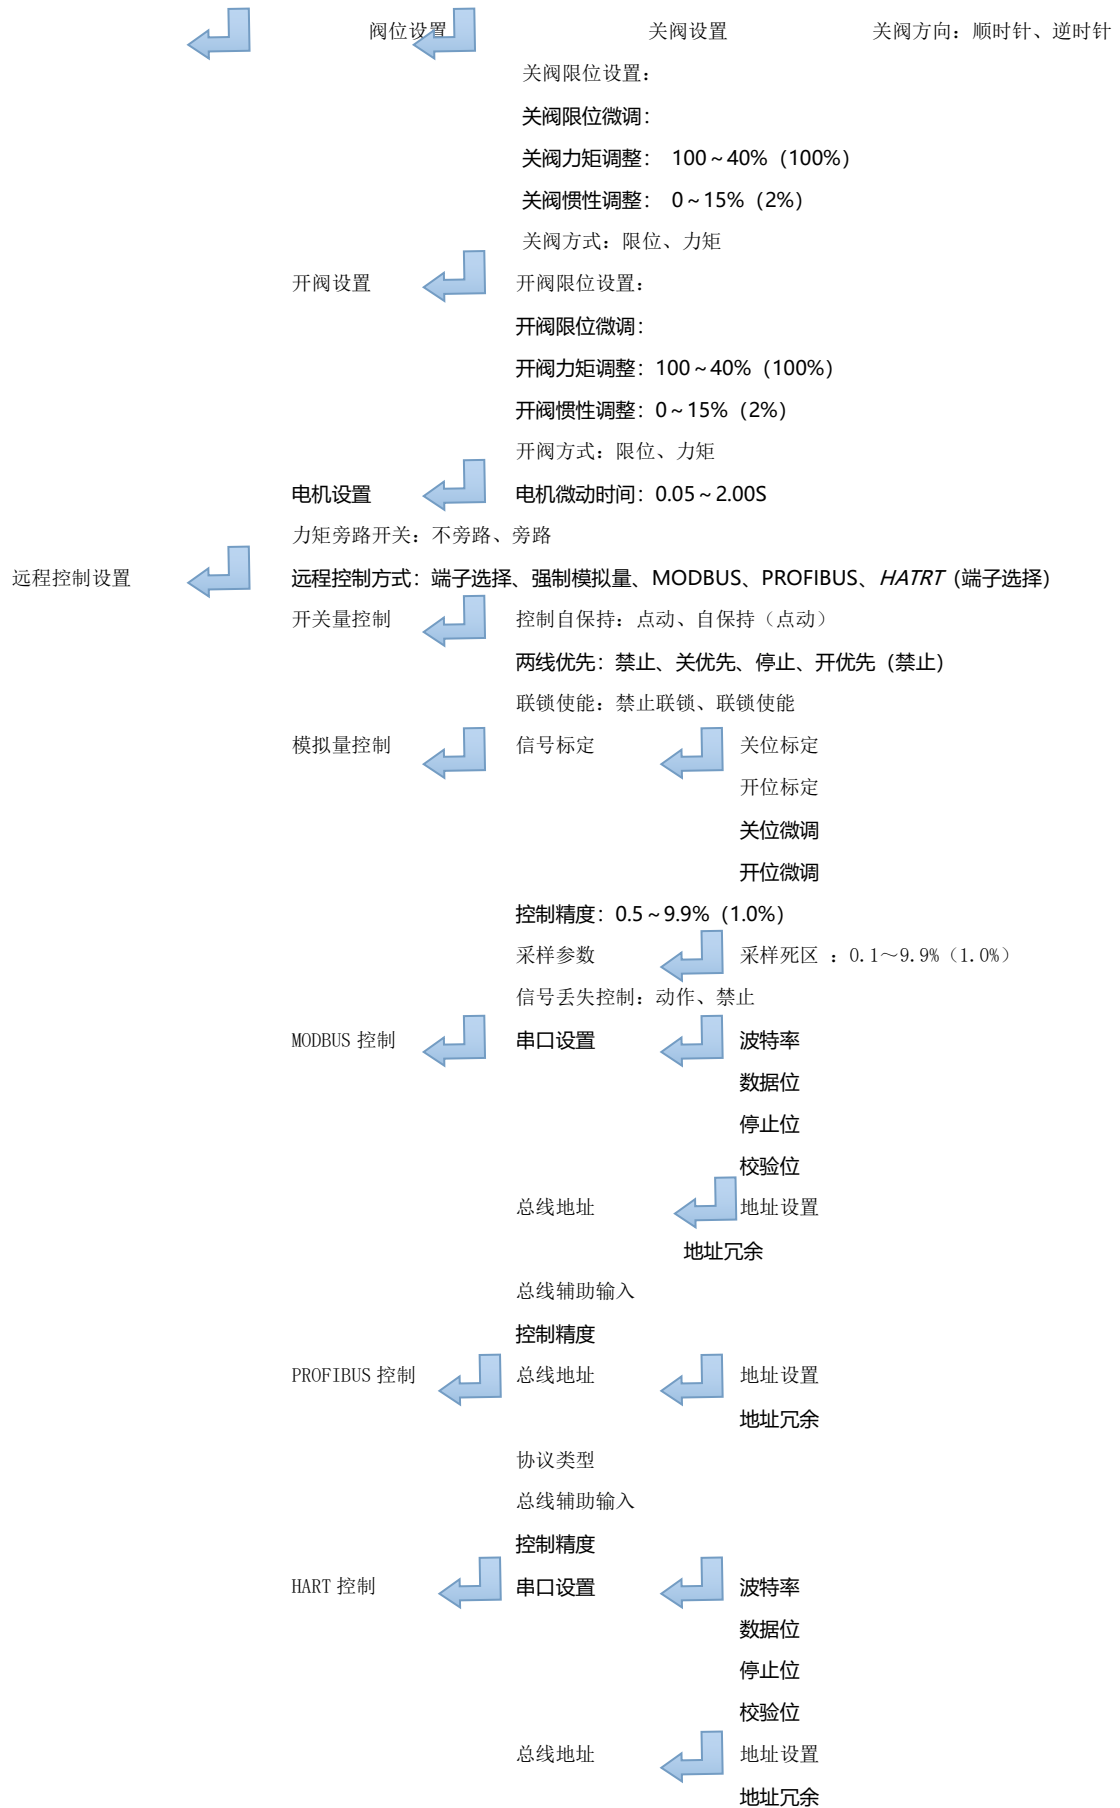 阀位设置 关阀设置 关阀方向：顺时针、逆时针
关阀限位设置：
关阀限位微调：
关阀力矩调整： 100～40%（100%）
关阀惯性调整： 0～15%（2%）
关阀方式：限位、力矩
开阀设置 开阀限位设置：
开阀限位微调：
开阀力矩调整：100～40%（100%）
开阀惯性调整：0～15%（2%）
开阀方式：限位、力矩
电机设置 电机微动时间：0.05～2.00S
力矩旁路开关：不旁路、旁路
远程控制设置 远程控制方式：端子选择、强制模拟量、MODBUS、PROFIBUS、HATRT（端子选择）
开关量控制 控制自保持：点动、自保持（点动）
两线优先：禁止、关优先、停止、开优先（禁止）
联锁使能：禁止联锁、联锁使能
模拟量控制 信号标定 关位标定
开位标定
关位微调
开位微调
控制精度：0.5～9.9%（1.0%）
采样参数 采样死区 ：0.1～9.9%（1.0%）
信号丢失控制：动作、禁止
MODBUS 控制 串口设置 波特率
数据位
停止位
校验位
总线地址 地址设置
地址冗余
总线辅助输入
控制精度
PROFIBUS 控制 总线地址 地址设置
地址冗余
协议类型
总线辅助输入
控制精度
HART 控制 串口设置 波特率
数据位
停止位
校验位
总线地址 地址设置
地址冗余